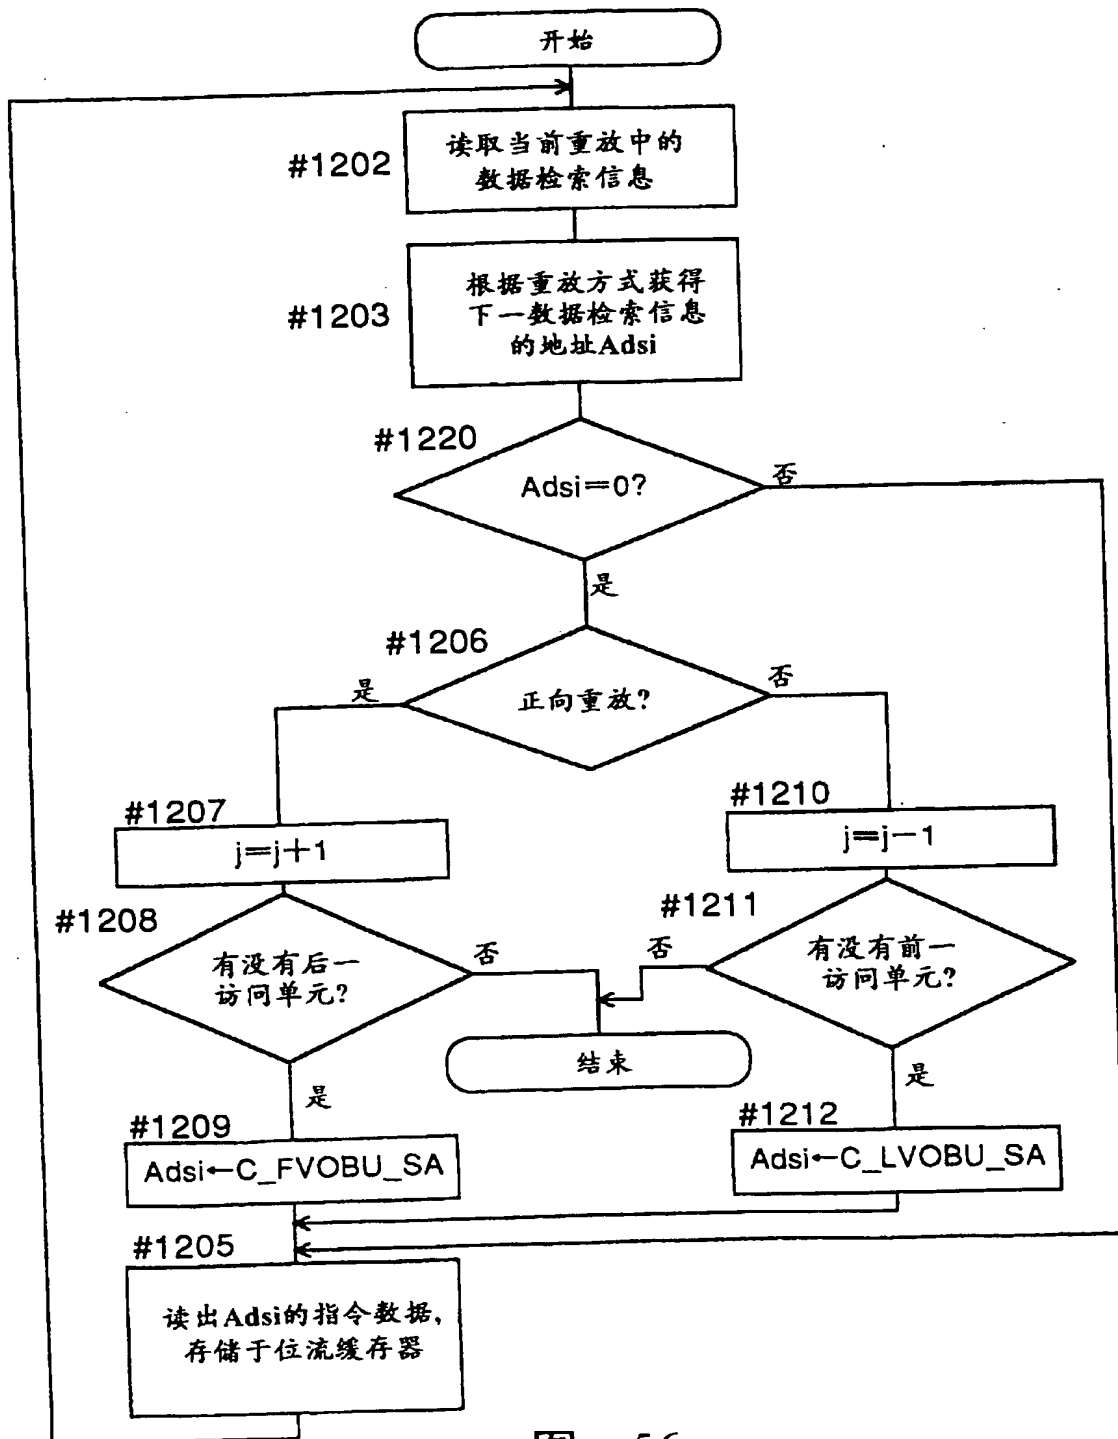 开始
#1202
读取当前重放中的
数据检索信息
#1203
根据重放方式获得
下一数据检索信息
的地址Adsi
#1220
Adsi=0?
否
是
#1206
正向重放?
是
否
#1207
j=j+1
#1210
j=j-1
#1208
有没有后一
访问单元?
否
#1211
有没有前一
访问单元?
否
结束
是
是
#1209
Adsi←C_FVOBU_SA
#1212
Adsi←C_LVOBU_SA
#1205
读出Adsi的指令数据,
存储于位流缓存器